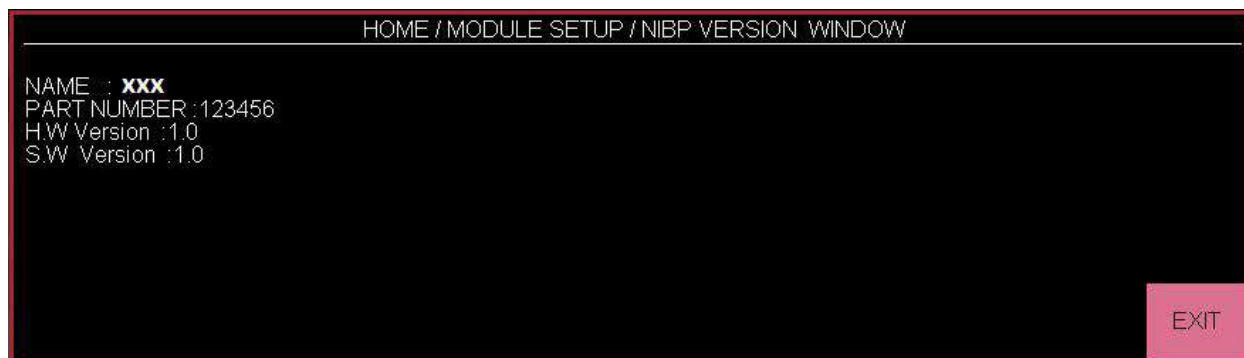 HOME / MODULE SETUP / NIBP VERSION WINDOW
NAME : XXX
PART NUMBER :123456
H.W Version :1.0
S.W Version :1.0
EXIT